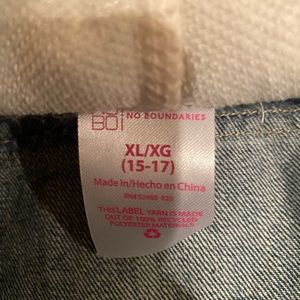 BO
NO BOUNDARIES
XL/XG
(15-17)
Made in/Hecho en China
THIS LABEL YARN IS MADE
OUT OF 100% RECYCLED
POLYESTER MATERIALS